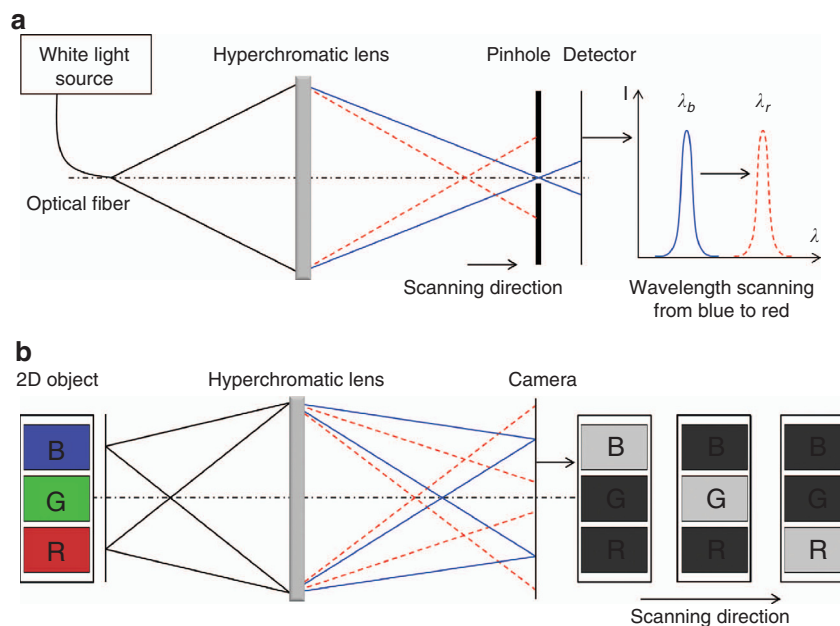 a
White light
source
Hyperchromatic lens
Pinhole
Detector
I
λb
λr
λ
Optical fiber
Scanning direction
Wavelength scanning
from blue to red
b
2D object
Hyperchromatic lens
Camera
B
G
R
B
G
R
B
G
R
B
G
R
Scanning direction